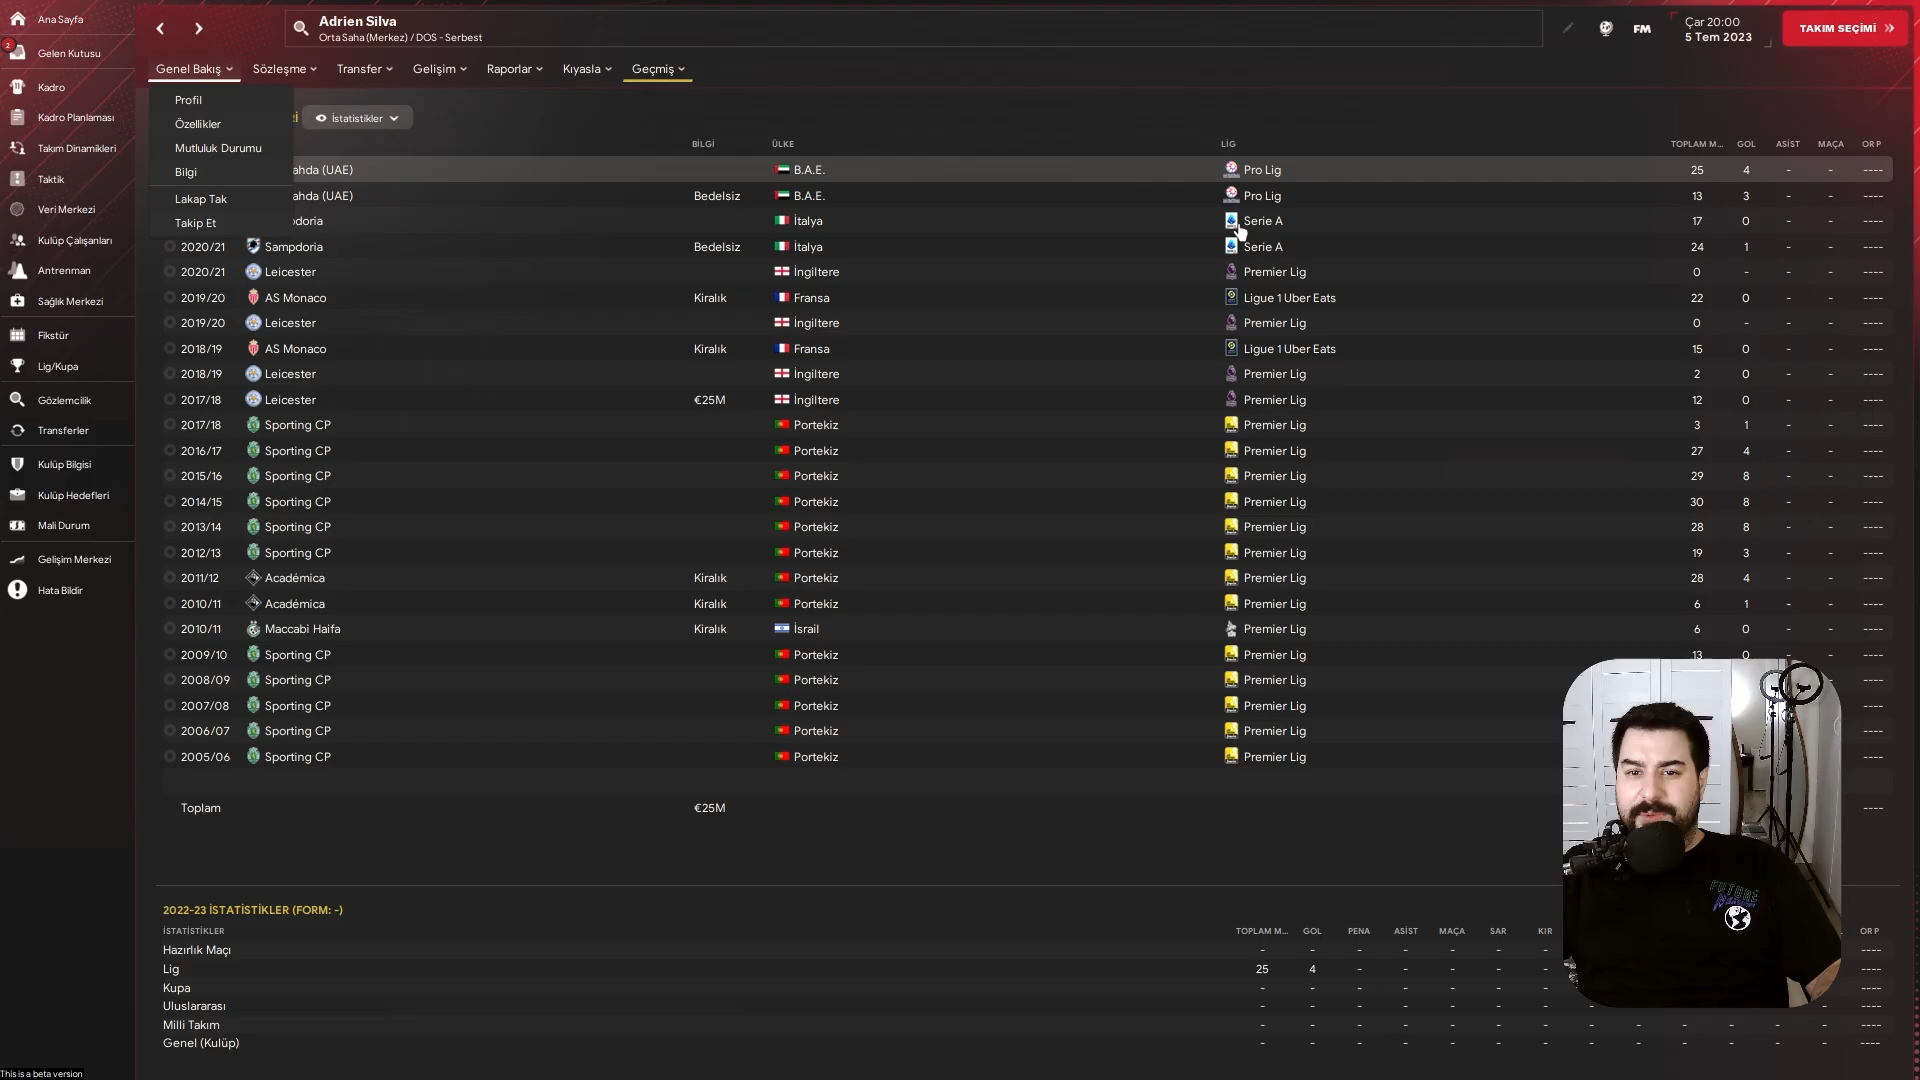 Ana Sayfa
2
Gelen Kutusu
Kadro
Kadro Planlaması
Takım Dinamikleri
Taktik
Veri Merkezi
Kulüp Çalışanları
Antrenman
Sağlık Merkezi
Fikstür
Lig/Kupa
Gözlemcilik
Transferler
Kulüp Bilgisi
Kulüp Hedefleri
Mali Durum
Gelişim Merkezi
Hata Bildir
This is a beta version
Adrien Silva
Orta Saha (Merkez) / DOS - Serbest
FM
Çar 20:00
5 Tem 2023
TAKIM SEÇİMİ
Genel Bakış Sözleşme Transfer Gelişim Raporlar Kıyasla Geçmiş
Profil
Özellikler
Mutluluk Durumu
Bilgi
Lakap Tak
Takip Et
İstatistikler
BİLGİ ÜLKE LİG TOPLAM M... GOL ASİST MAÇA OR P
ahda (UAE) B.A.E. Pro Lig 25 4 - - ----
ahda (UAE) Bedelsiz B.A.E. Pro Lig 13 3 - - ----
doria İtalya Serie A 17 0 - - ----
2020/21 Sampdoria Bedelsiz İtalya Serie A 24 1 - - ----
2020/21 Leicester İngiltere Premier Lig 0 - - - ----
2019/20 AS Monaco Kiralık Fransa Ligue 1 Uber Eats 22 0 - - ----
2019/20 Leicester İngiltere Premier Lig 0 - - - ----
2018/19 AS Monaco Kiralık Fransa Ligue 1 Uber Eats 15 0 - - ----
2018/19 Leicester İngiltere Premier Lig 2 0 - - ----
2017/18 Leicester €25M İngiltere Premier Lig 12 0 - - ----
2017/18 Sporting CP Portekiz Premier Lig 3 1 - - ----
2016/17 Sporting CP Portekiz Premier Lig 27 4 - - ----
2015/16 Sporting CP Portekiz Premier Lig 29 8 - - ----
2014/15 Sporting CP Portekiz Premier Lig 30 8 - - ----
2013/14 Sporting CP Portekiz Premier Lig 28 8 - - ----
2012/13 Sporting CP Portekiz Premier Lig 19 3 - - ----
2011/12 Académica Kiralık Portekiz Premier Lig 28 4 - - ----
2010/11 Académica Kiralık Portekiz Premier Lig 6 1 - - ----
2010/11 Maccabi Haifa Kiralık İsrail Premier Lig 6 0 - - ----
2009/10 Sporting CP Portekiz Premier Lig 13 0 - - ----
2008/09 Sporting CP Portekiz Premier Lig ----
2007/08 Sporting CP Portekiz Premier Lig ----
2006/07 Sporting CP Portekiz Premier Lig ----
2005/06 Sporting CP Portekiz Premier Lig ----
Toplam €25M ----
2022-23 İSTATİSTİKLER (FORM: -)
İSTATİSTİKLER TOPLAM M... GOL PENA ASİST MAÇA SAR KIR OR P
Hazırlık Maçı - - - - - - - ----
Lig 25 4 - - - - - ----
Kupa - - - - - - - ----
Uluslararası - - - - - - - - - - - - ----
Milli Takım - - - - - - - - - - - - ----
Genel (Kulüp) - - - - - - - - - - - - ----
FUTURE